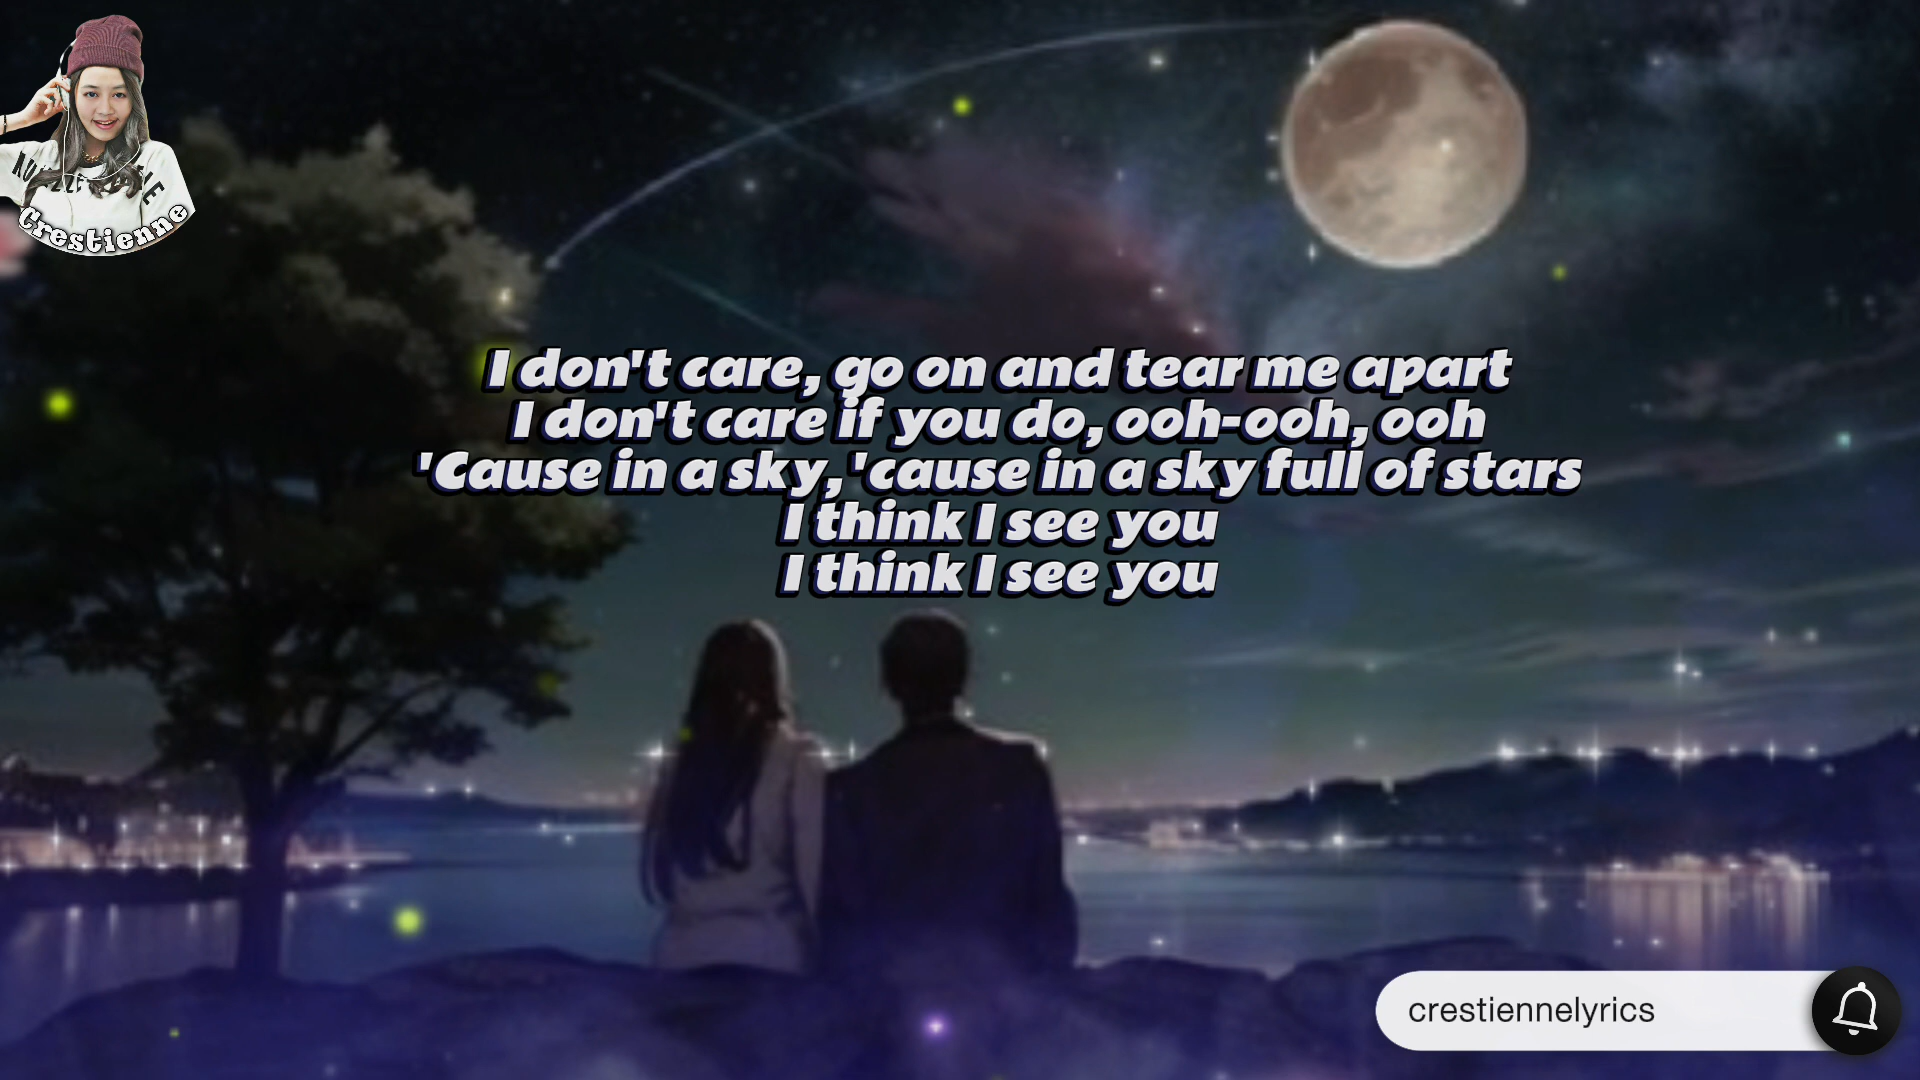 Crestienne
I don't care, go on and tear me apart
I don't care if you do, ooh-ooh, ooh
'Cause in a sky, 'cause in a sky full of stars
I think I see you
I think I see you
crestiennelyrics